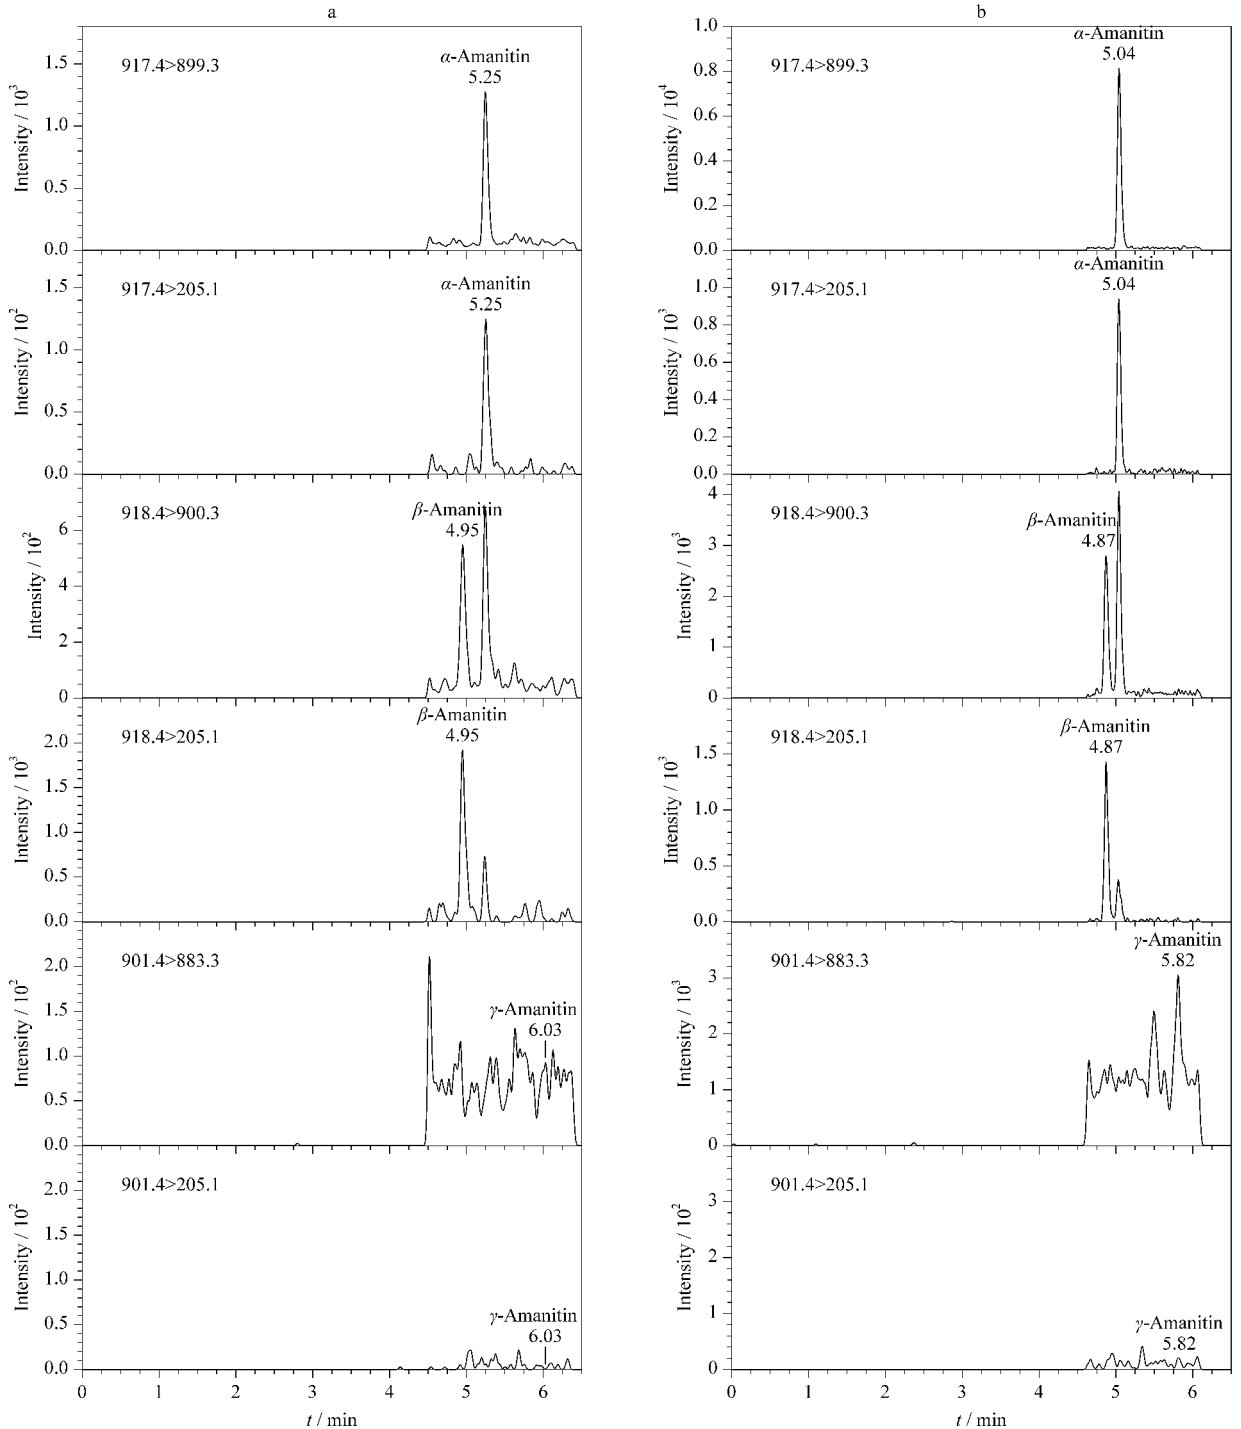 a
917.4>899.3
α-Amanitin
5.25
1.5
1.0
0.5
0.0
Intensity / 10³
917.4>205.1
α-Amanitin
5.25
1.5
1.0
0.5
0.0
Intensity / 10²
918.4>900.3
β-Amanitin
4.95
6
4
2
0
Intensity / 10²
918.4>205.1
β-Amanitin
4.95
2.0
1.5
1.0
0.5
0.0
Intensity / 10³
901.4>883.3
γ-Amanitin
6.03
2.0
1.5
1.0
0.5
0.0
Intensity / 10²
901.4>205.1
γ-Amanitin
6.03
2.0
1.5
1.0
0.5
0.0
Intensity / 10²
0 1 2 3 4 5 6
t / min
b
917.4>899.3
α-Amanitin
5.04
1.0
0.8
0.6
0.4
0.2
0.0
Intensity / 10⁴
917.4>205.1
α-Amanitin
5.04
1.0
0.8
0.6
0.4
0.2
0.0
Intensity / 10³
918.4>900.3
β-Amanitin
4.87
4
3
2
1
0
Intensity / 10³
918.4>205.1
β-Amanitin
4.87
1.5
1.0
0.5
0.0
Intensity / 10³
901.4>883.3
γ-Amanitin
5.82
3
2
1
0
Intensity / 10³
901.4>205.1
γ-Amanitin
5.82
3
2
1
0
Intensity / 10²
0 1 2 3 4 5 6
t / min